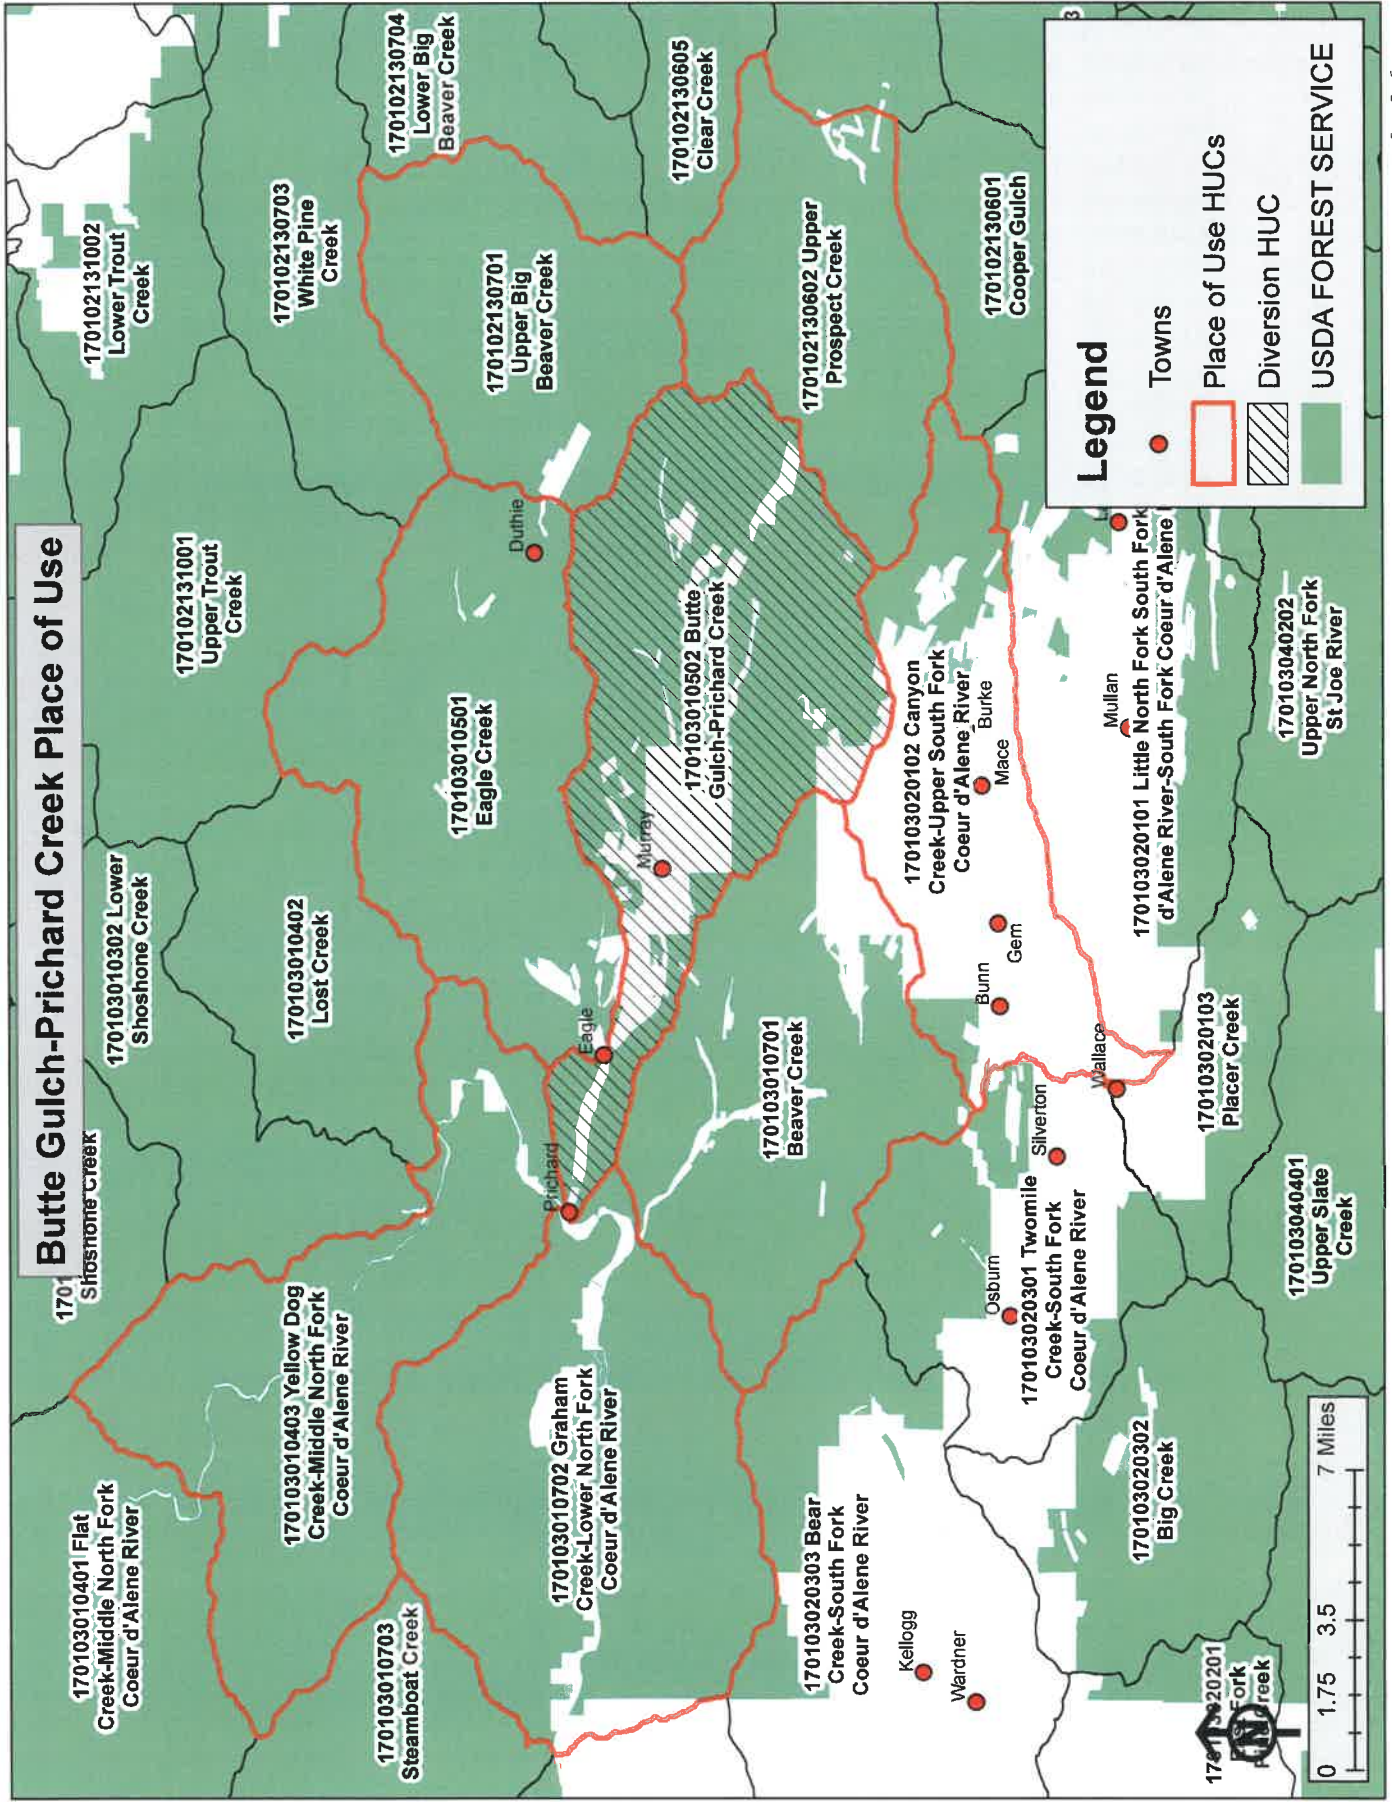 Butte Gulch-Prichard Creek Place of Use
Shoshone Creek
170103010302 Lower
Shoshone Creek
170102131001
Upper Trout
Creek
170102131002
Lower Trout
Creek
170103010401 Flat
Creek-Middle North Fork
Coeur d'Alene River
170103010403 Yellow Dog
Creek-Middle North Fork
Coeur d'Alene River
170103010402
Lost Creek
170102130703
White Pine
Creek
170102130704
Lower Big
Beaver Creek
170103010703
Steamboat Creek
170103010501
Eagle Creek
Duthie
170102130701
Upper Big
Beaver Creek
170103010702 Graham
Creek-Lower North Fork
Coeur d'Alene River
Prichard
Eagle
Murray
170103010502 Butte
Gulch-Prichard Creek
170102130605
Clear Creek
170103010701
Beaver Creek
170102130602 Upper
Prospect Creek
170103020303 Bear
Creek-South Fork
Coeur d'Alene River
Kellogg
Wardner
170103020102 Canyon
Creek-Upper South Fork
Coeur d'Alene River
Burke
Mace
Gem
Bunn
170102130601
Cooper Gulch
Osburn
Silverton
170103020301 Twomile
Creek-South Fork
Coeur d'Alene River
Wallace
Mullan
170103020101 Little North Fork South Fork
d'Alene River-South Fork Coeur d'Alene
170103020302
Big Creek
170103020103
Placer Creek
170103040401
Upper Slate
Creek
170103040202
Upper North Fork
St Joe River
N
0 1.75 3.5 7 Miles
Legend
Towns
Place of Use HUCs
Diversion HUC
USDA FOREST SERVICE